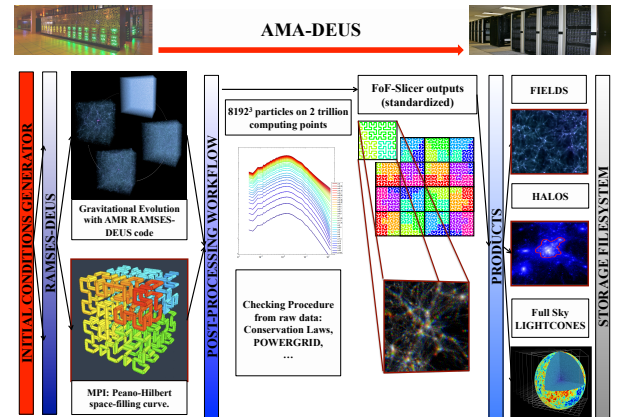 AMA-DEUS
INITIAL CONDITIONS GENERATOR
RAMSES-DEUS
Gravitational Evolution
with AMR RAMSES-
DEUS code
MPI: Peano-Hilbert
space-filling curve.
POST-PROCESSING WORKFLOW
8192³ particles on 2 trillion
computing points
Checking Procedure
from raw data:
Conservation Laws,
POWERGRID,
…
FoF-Slicer outputs
(standardized)
PRODUCTS
FIELDS
HALOS
Full Sky
LIGHTCONES
STORAGE FILESYSTEM